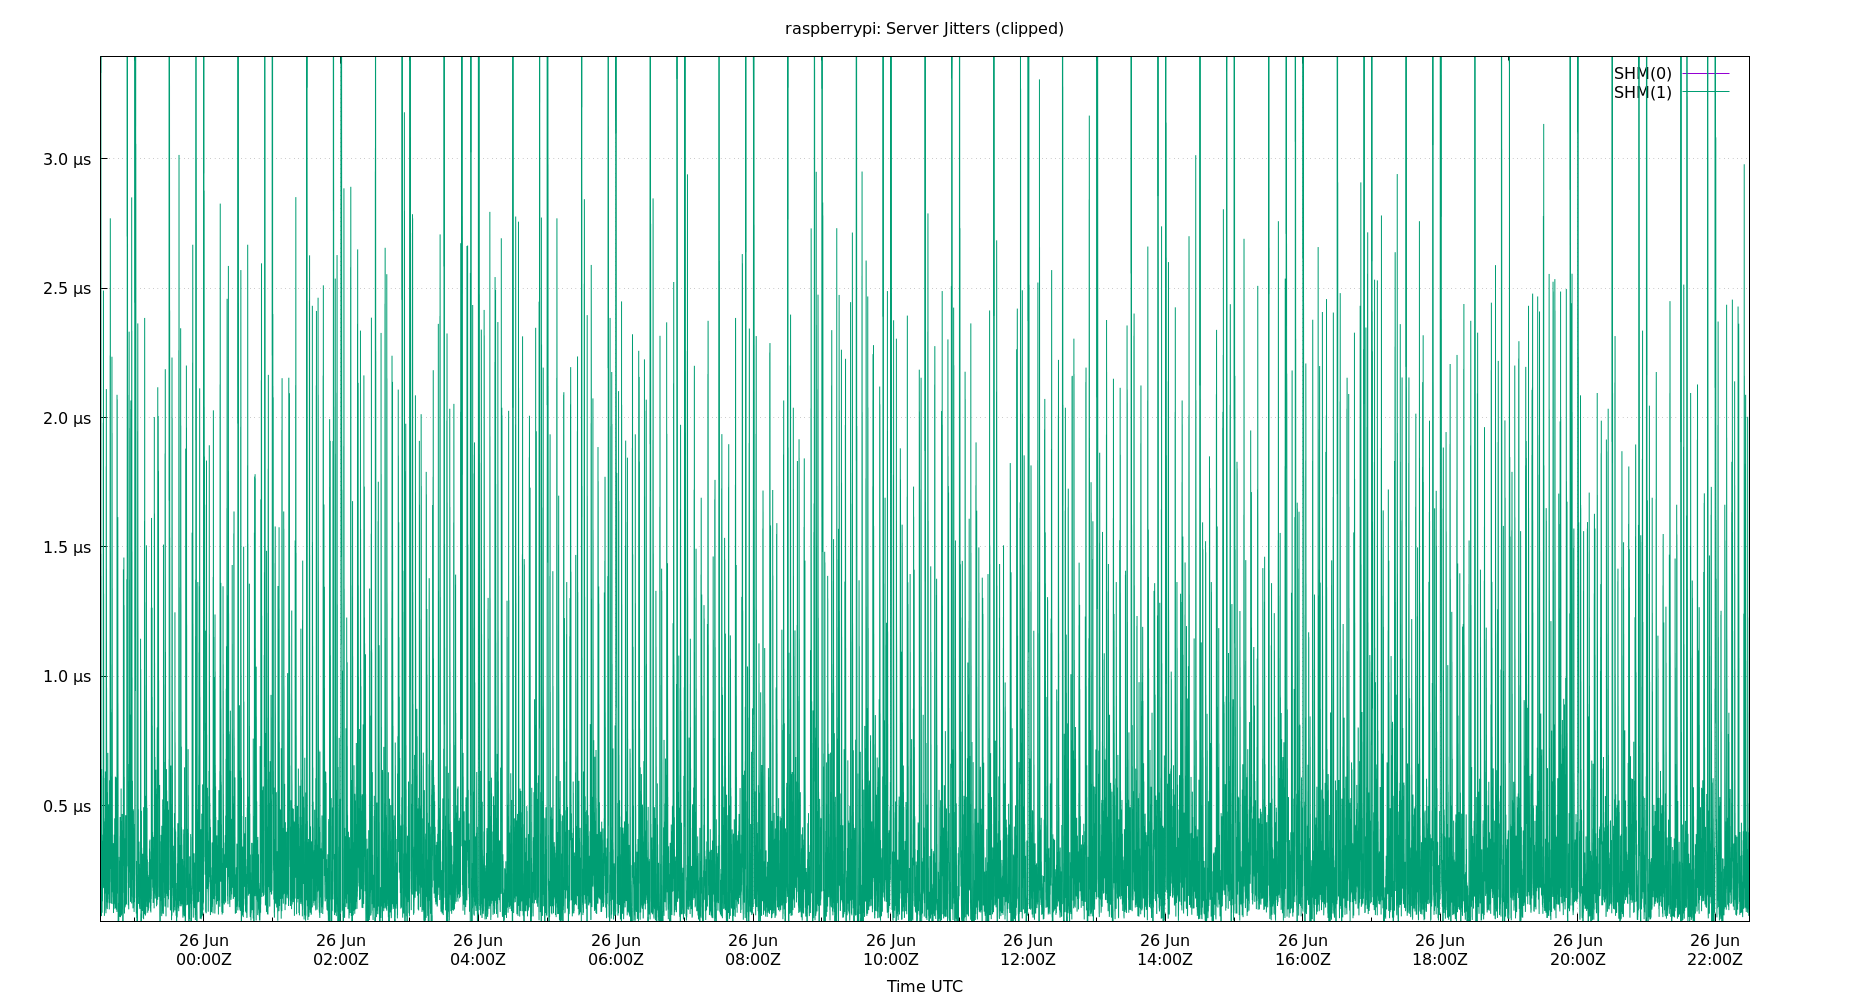 raspberrypi: Server Jitters (clipped)
SHM(0)
SHM(1)
3.0 µs
2.5 µs
2.0 µs
1.5 µs
1.0 µs
0.5 µs
26 Jun 26 Jun 26 Jun 26 Jun 26 Jun 26 Jun 26 Jun 26 Jun 26 Jun 26 Jun 26 Jun 26 Jun
00:00Z 02:00Z 04:00Z 06:00Z 08:00Z 10:00Z 12:00Z 14:00Z 16:00Z 18:00Z 20:00Z 22:00Z
Time UTC